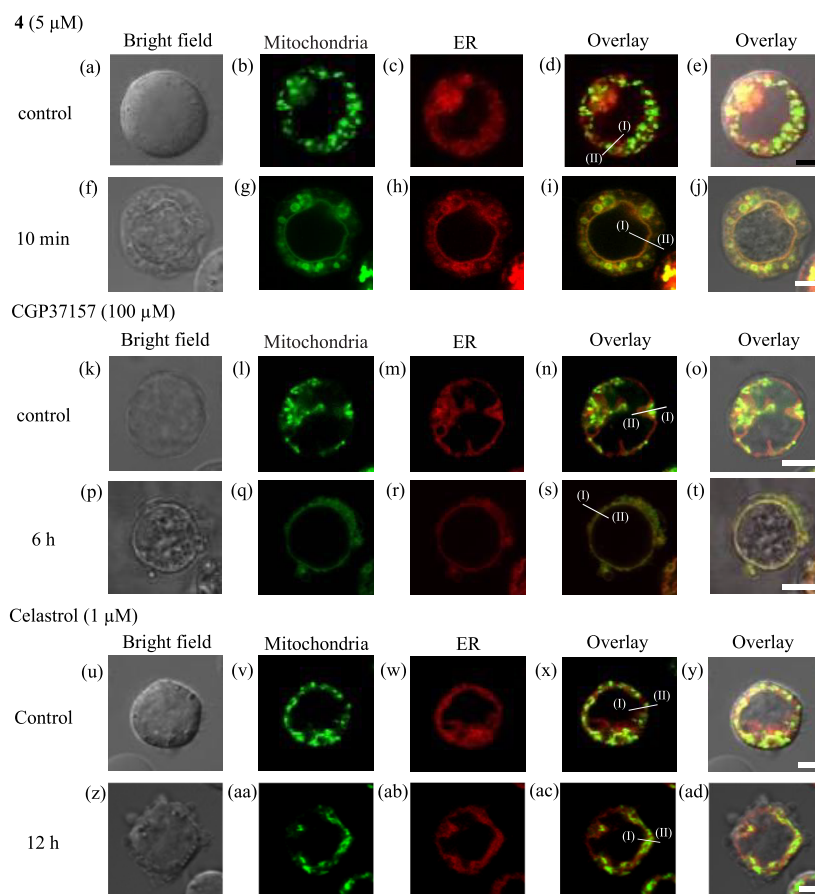 4 (5 μM)
Bright field Mitochondria ER Overlay Overlay
control (a) (b) (c) (d) (e)
(I)
(II)
10 min (f) (g) (h) (i) (j)
(I)
(II)
CGP37157 (100 μM)
Bright field Mitochondria ER Overlay Overlay
control (k) (l) (m) (n) (o)
(II) (I)
6 h (p) (q) (r) (s) (t)
(I)
(II)
Celastrol (1 μM)
Bright field Mitochondria ER Overlay Overlay
Control (u) (v) (w) (x) (y)
(I) (II)
12 h (z) (aa) (ab) (ac) (ad)
(I) (II)